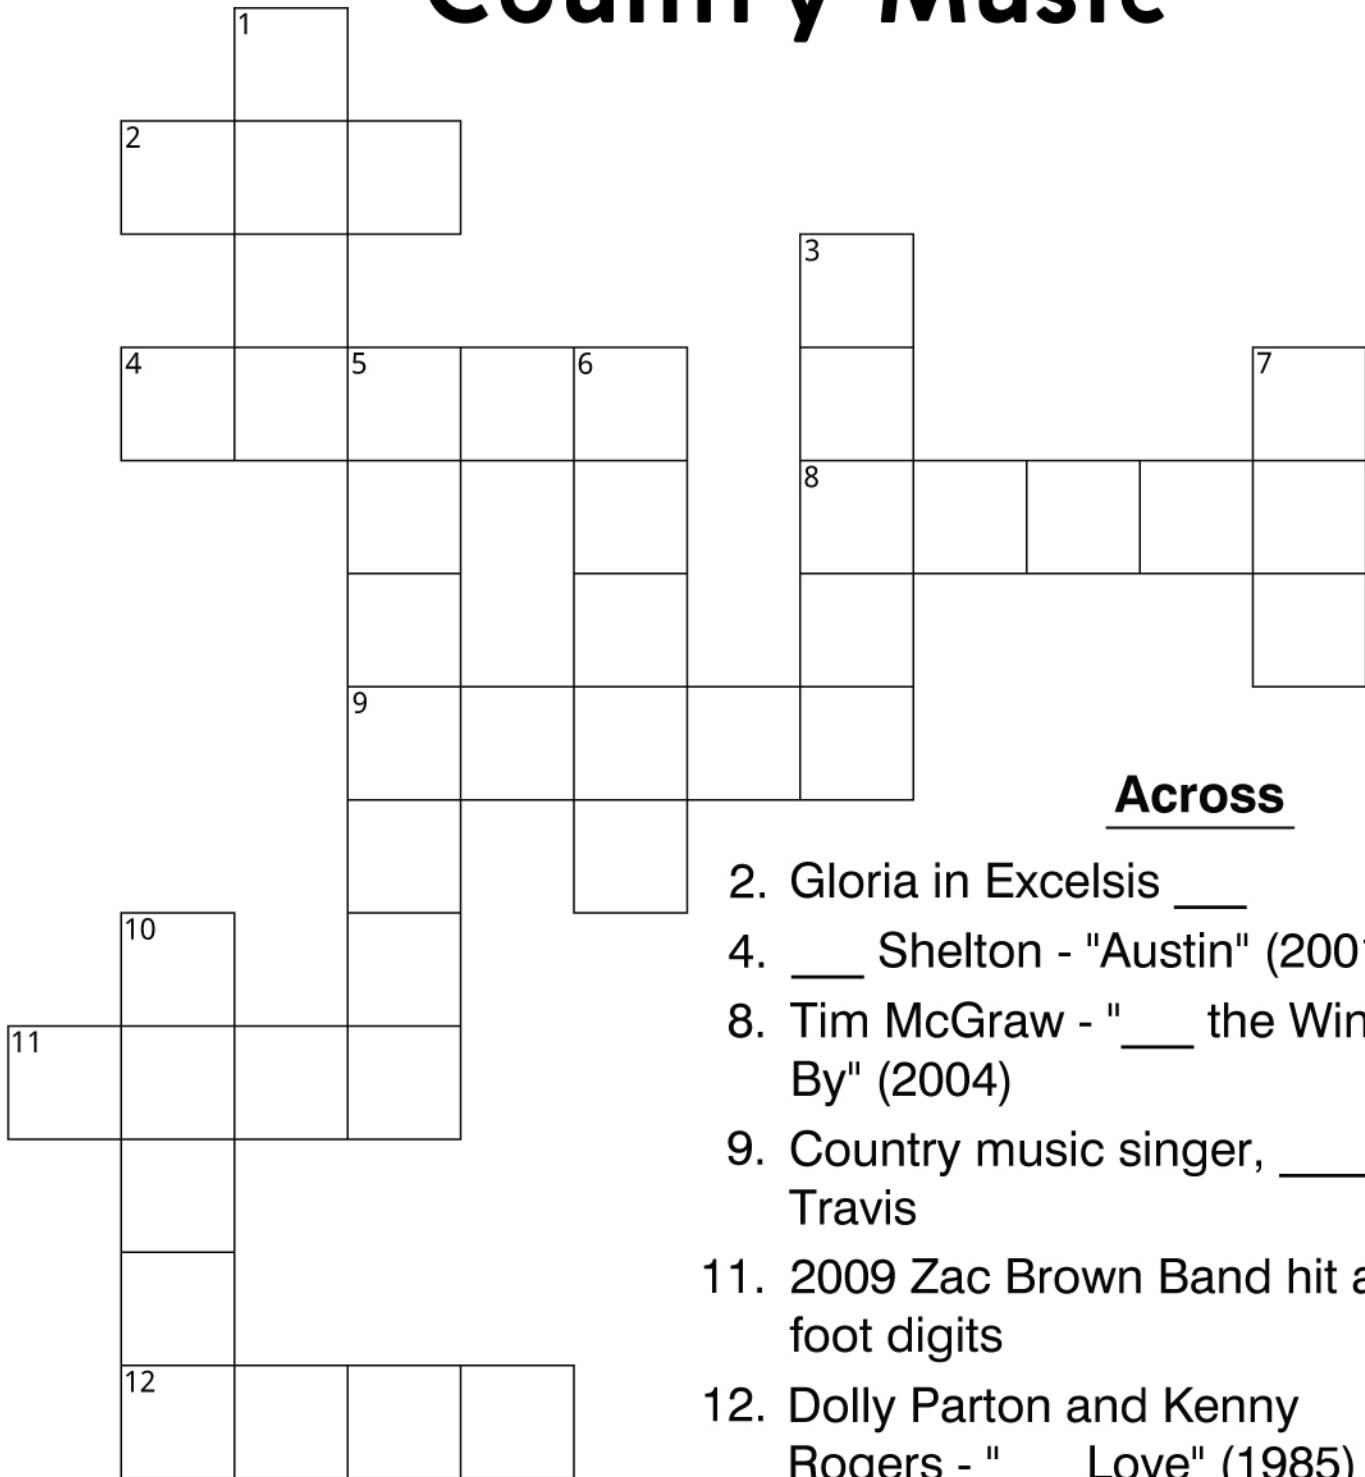 Country Music
1
2
3
4 5 6 7
8
9
Across
2. Gloria in Excelsis ___
4. ___ Shelton - "Austin" (200
8. Tim McGraw - "___ the Win
By" (2004)
9. Country music singer, ___
Travis
10
11
11. 2009 Zac Brown Band hit a
foot digits
12
12. Dolly Parton and Kenny
Rogers - "___ Love" (1985)